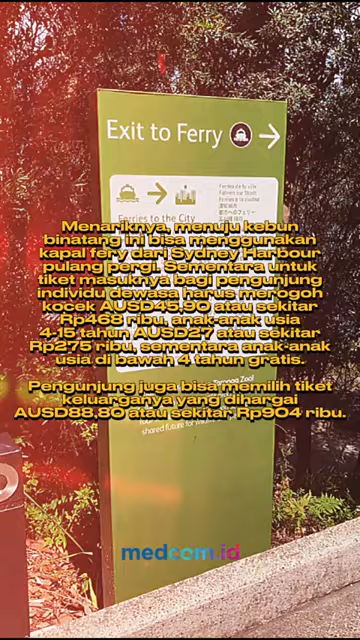 Exit to Ferry
Ferries to the City
Menariknya, menuju kebun
binatang ini bisa menggunakan
kapal fery dari Sydney Harbour
pulang pergi. Sementara untuk
tiket masuknya bagi pengunjung
individu dewasa harus merogoh
kocek AUSD45,90 atau sekitar
Rp468 ribu, anak-anak usia
4-15 tahun AUSD27 atau sekitar
Rp275 ribu, sementara anak-anak
usia di bawah 4 tahun gratis.
Pengunjung juga bisa memilih tiket
keluarganya yang dihargai
AUSD88,80 atau sekitar Rp904 ribu.
shared future for
medcom.id